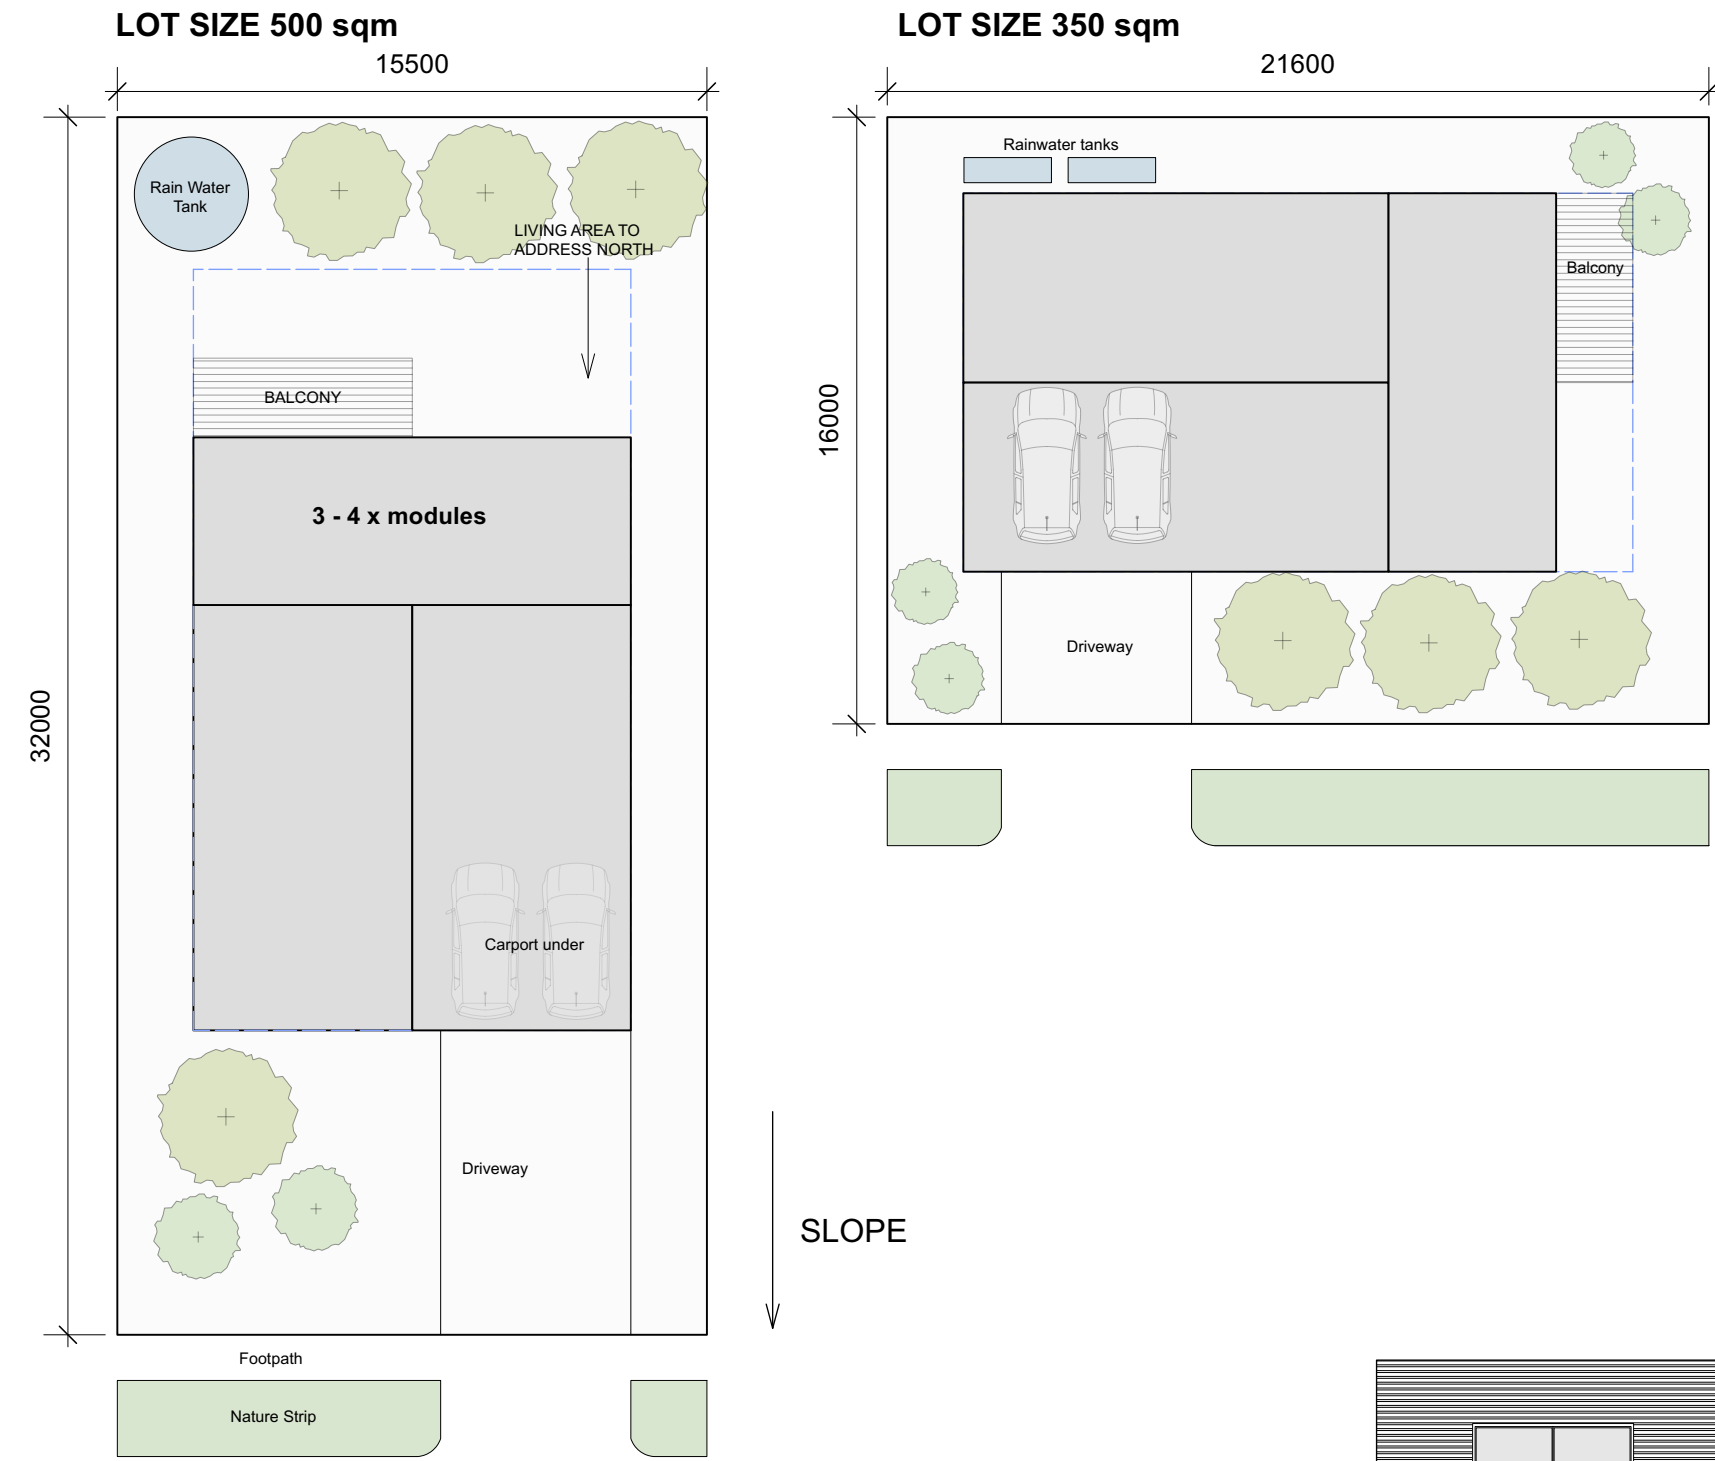 LOT SIZE 500 sqm
15500
32000
Rain Water
Tank
LIVING AREA TO
ADDRESS NORTH
BALCONY
3 - 4 x modules
Carport under
Driveway
Footpath
Nature Strip
SLOPE
LOT SIZE 350 sqm
21600
16000
Rainwater tanks
Balcony
Driveway